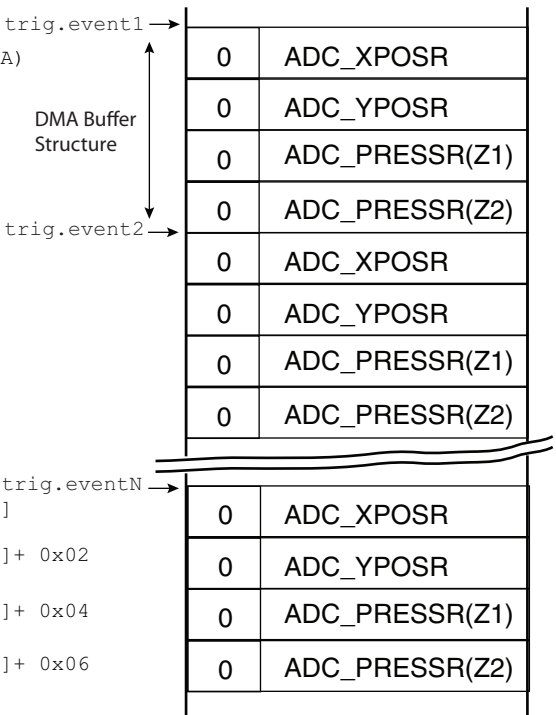 trig.event1
A) 0 ADC_XPOSR
DMA Buffer
Structure
0 ADC_YPOSR
0 ADC_PRESSR(Z1)
0 ADC_PRESSR(Z2)
trig.event2
0 ADC_XPOSR
0 ADC_YPOSR
0 ADC_PRESSR(Z1)
0 ADC_PRESSR(Z2)
trig.eventN
] 0 ADC_XPOSR
]+ 0x02 0 ADC_YPOSR
]+ 0x04 0 ADC_PRESSR(Z1)
]+ 0x06 0 ADC_PRESSR(Z2)